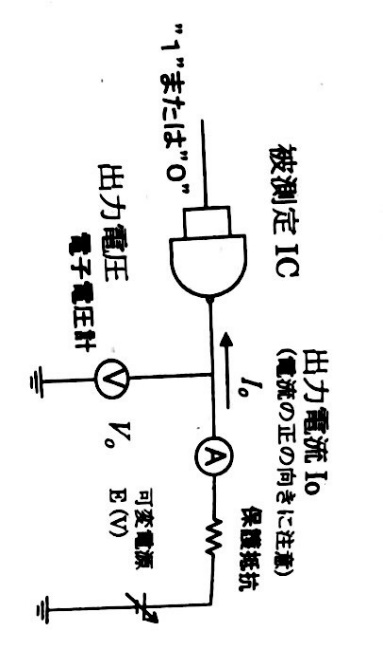 被測定 IC
"1"または"0"
出力電流 Io
(電流の正の向きに注意)
Io
A
保護抵抗
出力電圧
電子電圧計
V
Vo
可変電源
E(V)